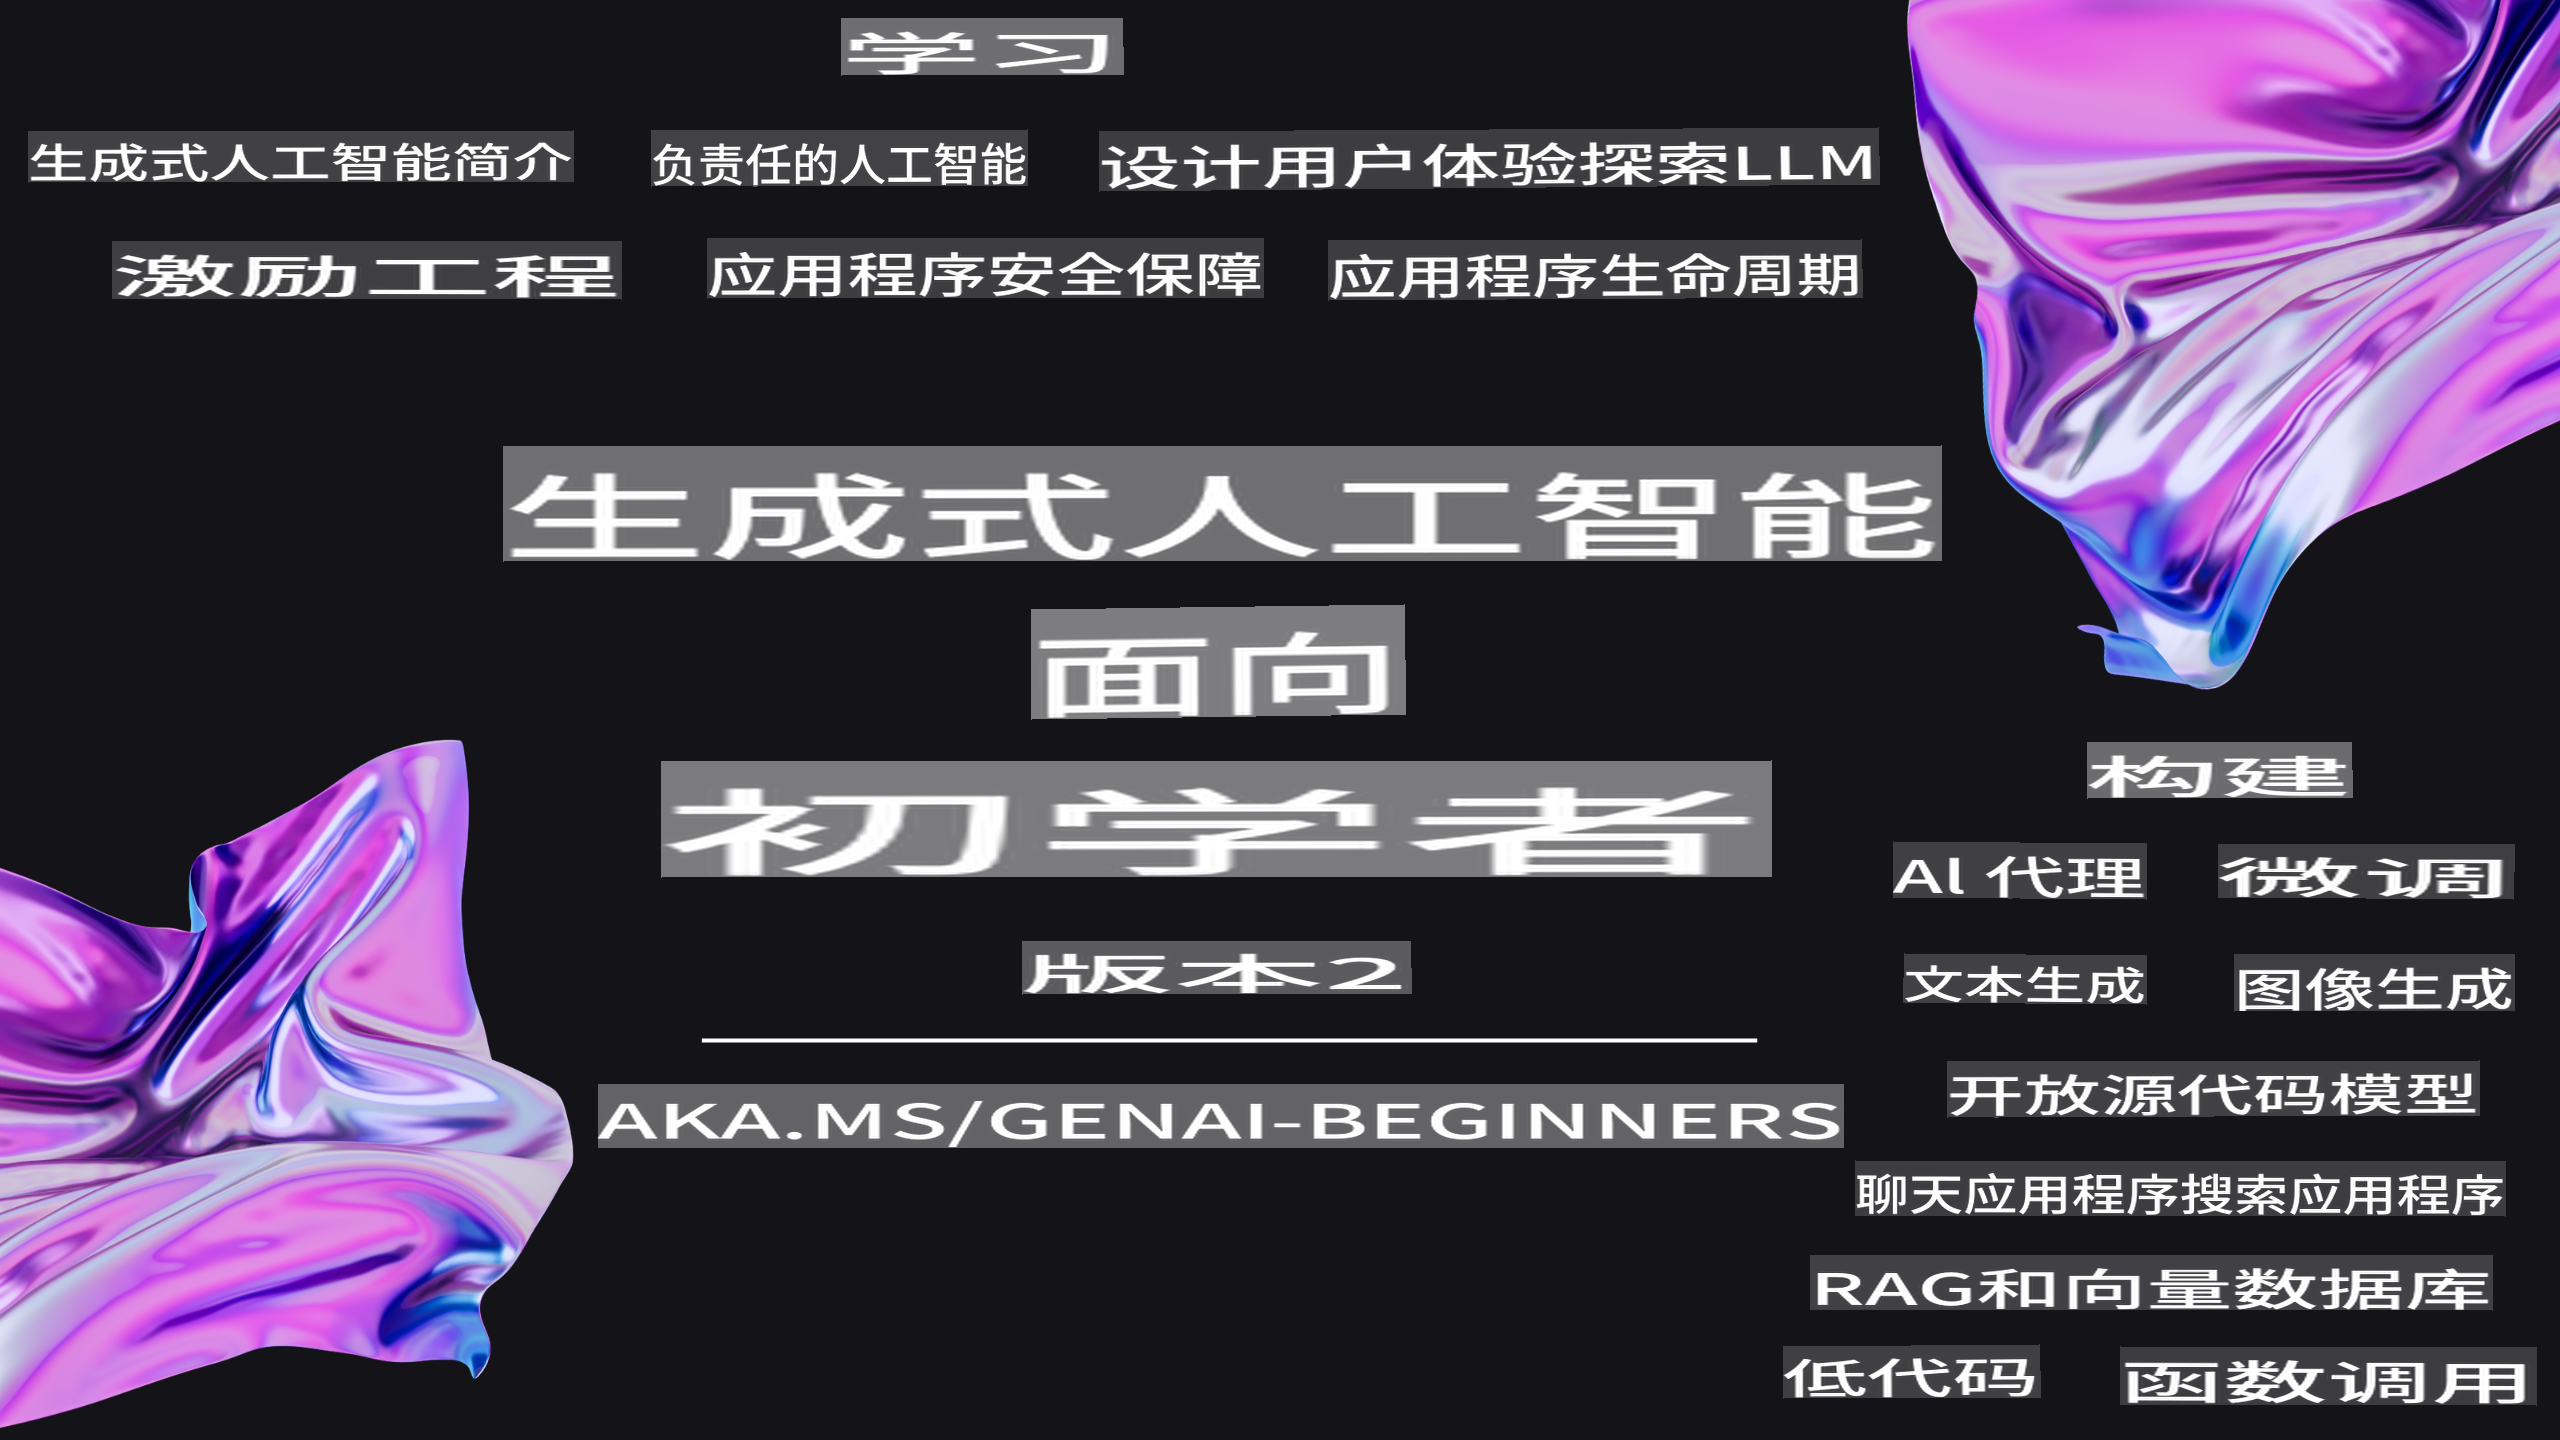 学习
生成式人工智能简介 负责任的人工智能 设计用户体验探索LLM
激励工程 应用程序安全保障 应用程序生命周期
生成式人工智能
面向
初学者
版本2
AKA.MS/GENAI-BEGINNERS
构建
AI 代理 微调
文本生成 图像生成
开放源代码模型
聊天应用程序搜索应用程序
RAG和向量数据库
低代码 函数调用